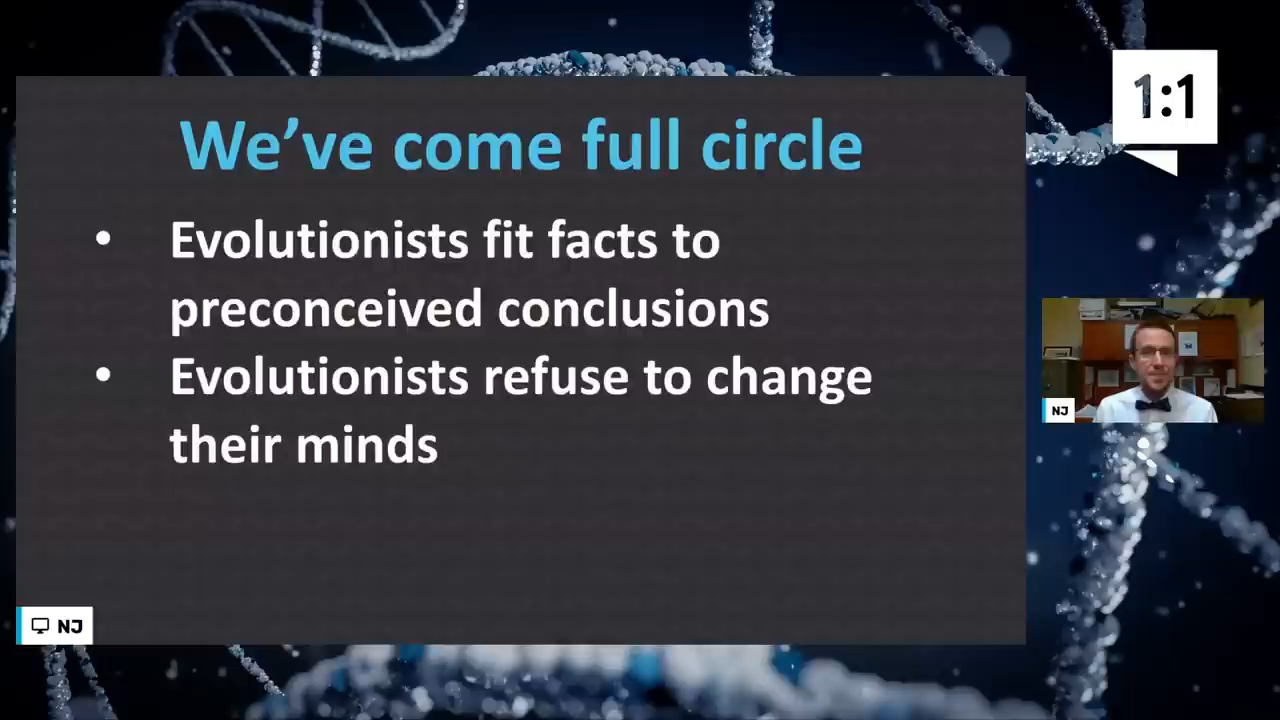 We've come full circle
• Evolutionists fit facts to
preconceived conclusions
• Evolutionists refuse to change
their minds
1:1
NJ
NJ